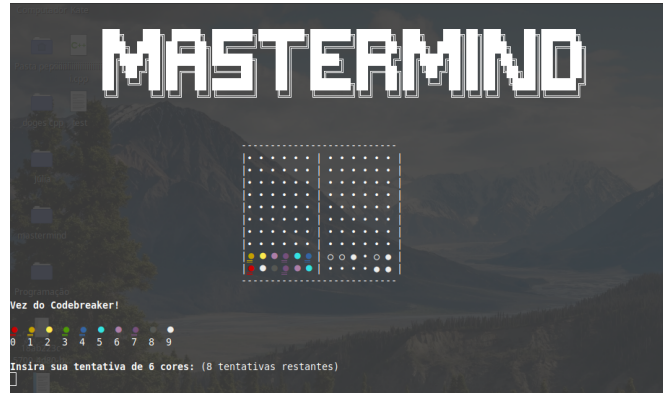 MASTERMIND
Vez do Codebreaker!
0 1 2 3 4 5 6 7 8 9
Insira sua tentativa de 6 cores: (8 tentativas restantes)